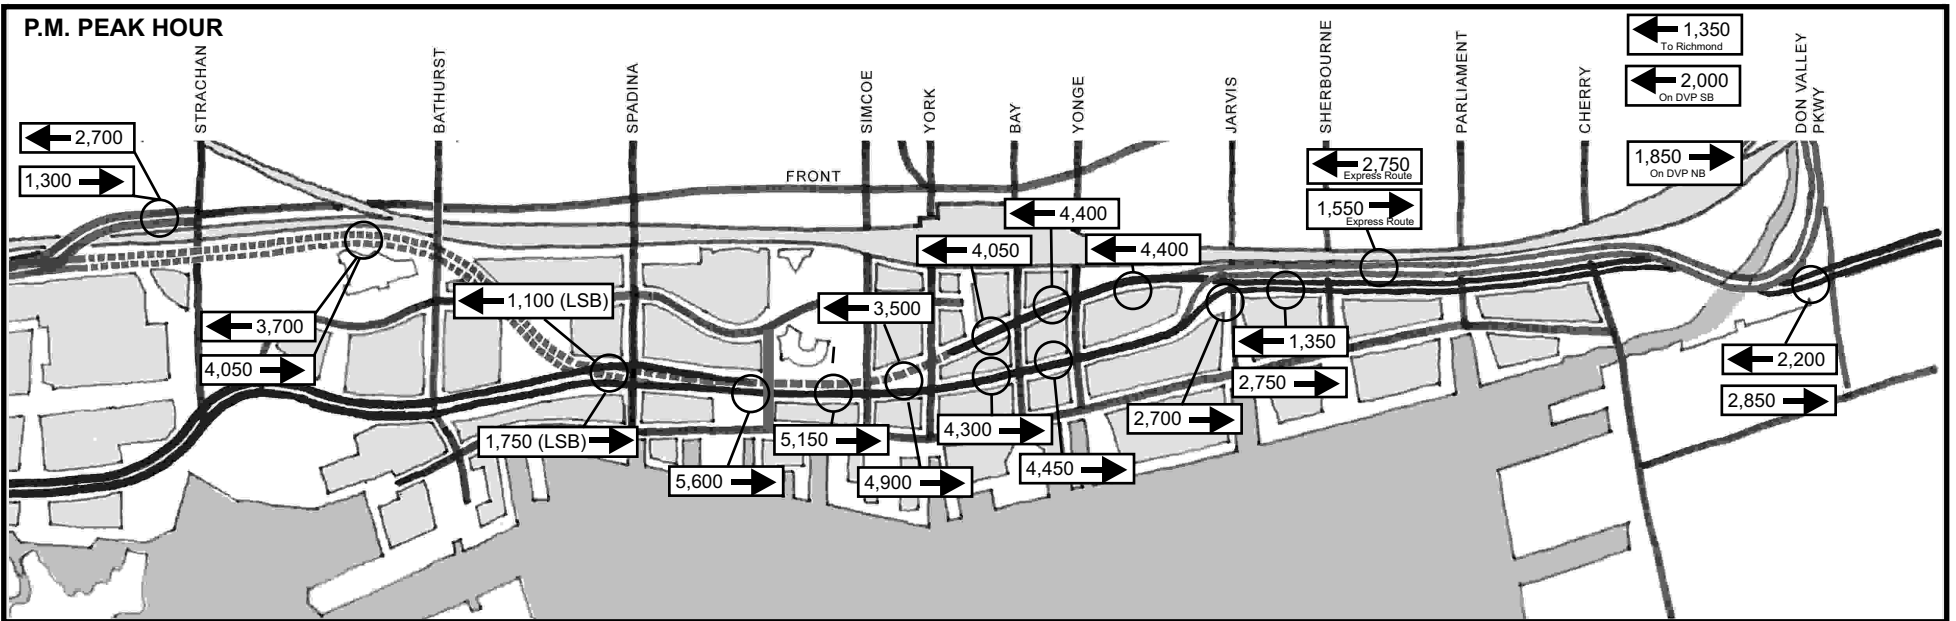 P.M. PEAK HOUR
STRACHAN
BATHURST
SPADINA
SIMCOE
YORK
BAY
YONGE
JARVIS
SHERBOURNE
PARLIAMENT
CHERRY
DON VALLEY
PKWY
1,350
To Richmond
2,000
On DVP SB
1,850
On DVP NB
2,700
1,300
FRONT
2,750
Express Route
1,550
Express Route
4,400
4,050
4,400
1,100 (LSB)
3,500
3,700
4,050
1,350
2,750
2,200
2,850
2,700
4,300
5,150
1,750 (LSB)
4,450
5,600
4,900